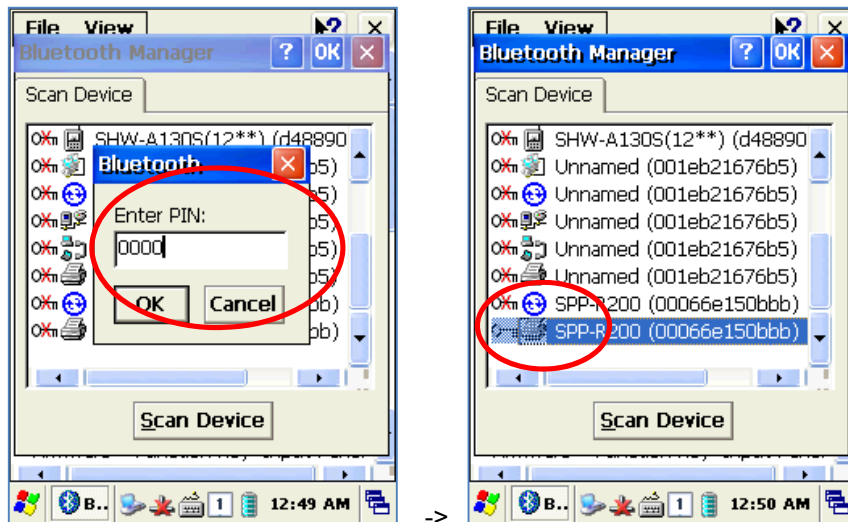 File View
Bluetooth Manager ? OK
Scan Device
SHW-A130S(12**) (d48890
Bluetooth
b5)
b5)
Enter PIN:
b5)
0000
b5)
b5)
OK Cancel
bb)
bb)
Scan Device
B.. 1 12:49 AM
->
File View
Bluetooth Manager ? OK
Scan Device
SHW-A130S(12**) (d48890
Unnamed (001eb21676b5)
Unnamed (001eb21676b5)
Unnamed (001eb21676b5)
Unnamed (001eb21676b5)
Unnamed (001eb21676b5)
SPP-R200 (00066e150bbb)
SPP-R200 (00066e150bbb)
Scan Device
B.. 1 12:50 AM